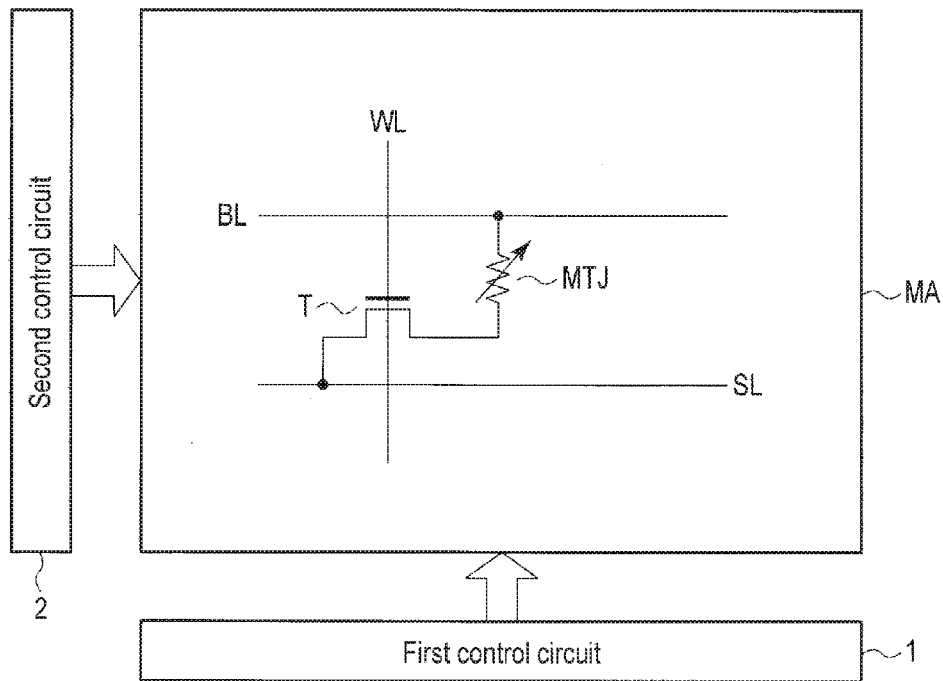 WL
BL
MTJ
T
MA
SL
Second control circuit
2
First control circuit
1